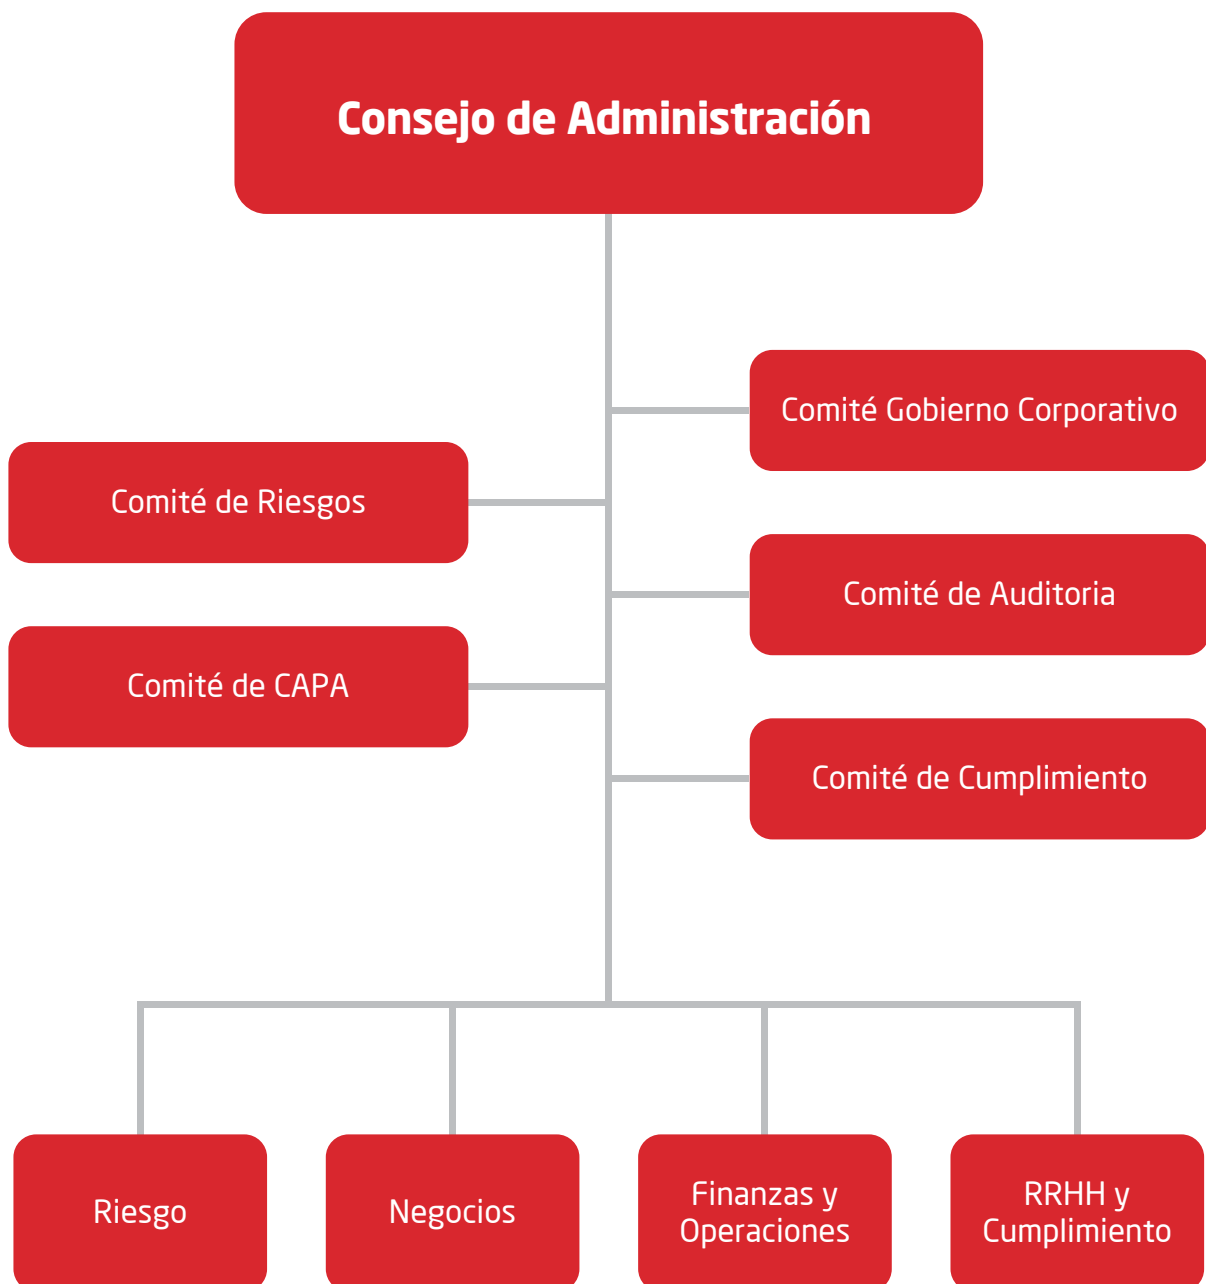 Consejo de Administración
Comité Gobierno Corporativo
Comité de Riesgos
Comité de Auditoria
Comité de CAPA
Comité de Cumplimiento
Riesgo
Negocios
Finanzas y
Operaciones
RRHH y
Cumplimiento